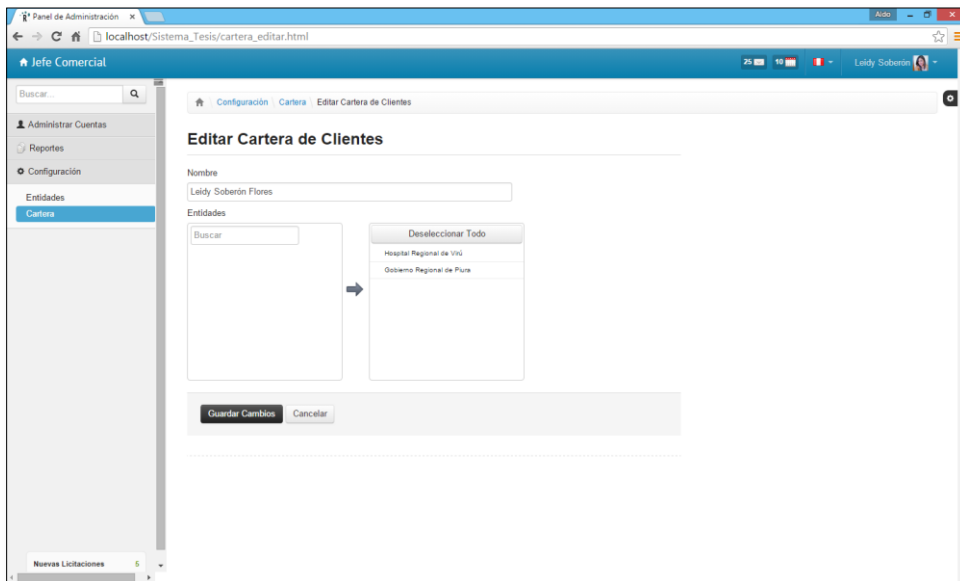 Panel de Administración
Aldo
localhost/Sistema_Tesis/cartera_editar.html
Jefe Comercial
25
10
Leidy Soberón
Buscar...
Configuración \ Cartera \ Editar Cartera de Clientes
Administrar Cuentas
Reportes
Configuración
Entidades
Cartera
Editar Cartera de Clientes
Nombre
Leidy Soberón Flores
Entidades
Buscar
Deseleccionar Todo
Hospital Regional de Virú
Gobierno Regional de Piura
Guardar Cambios
Cancelar
Nuevas Licitaciones 5